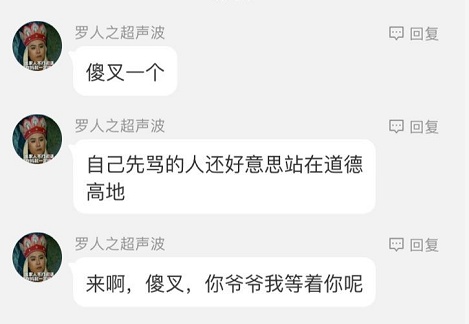 罗人之超声波
回复
傻叉一个
罗人之超声波
回复
自己先骂的人还好意思站在道德
高地
罗人之超声波
回复
来啊，傻叉，你爷爷我等着你呢